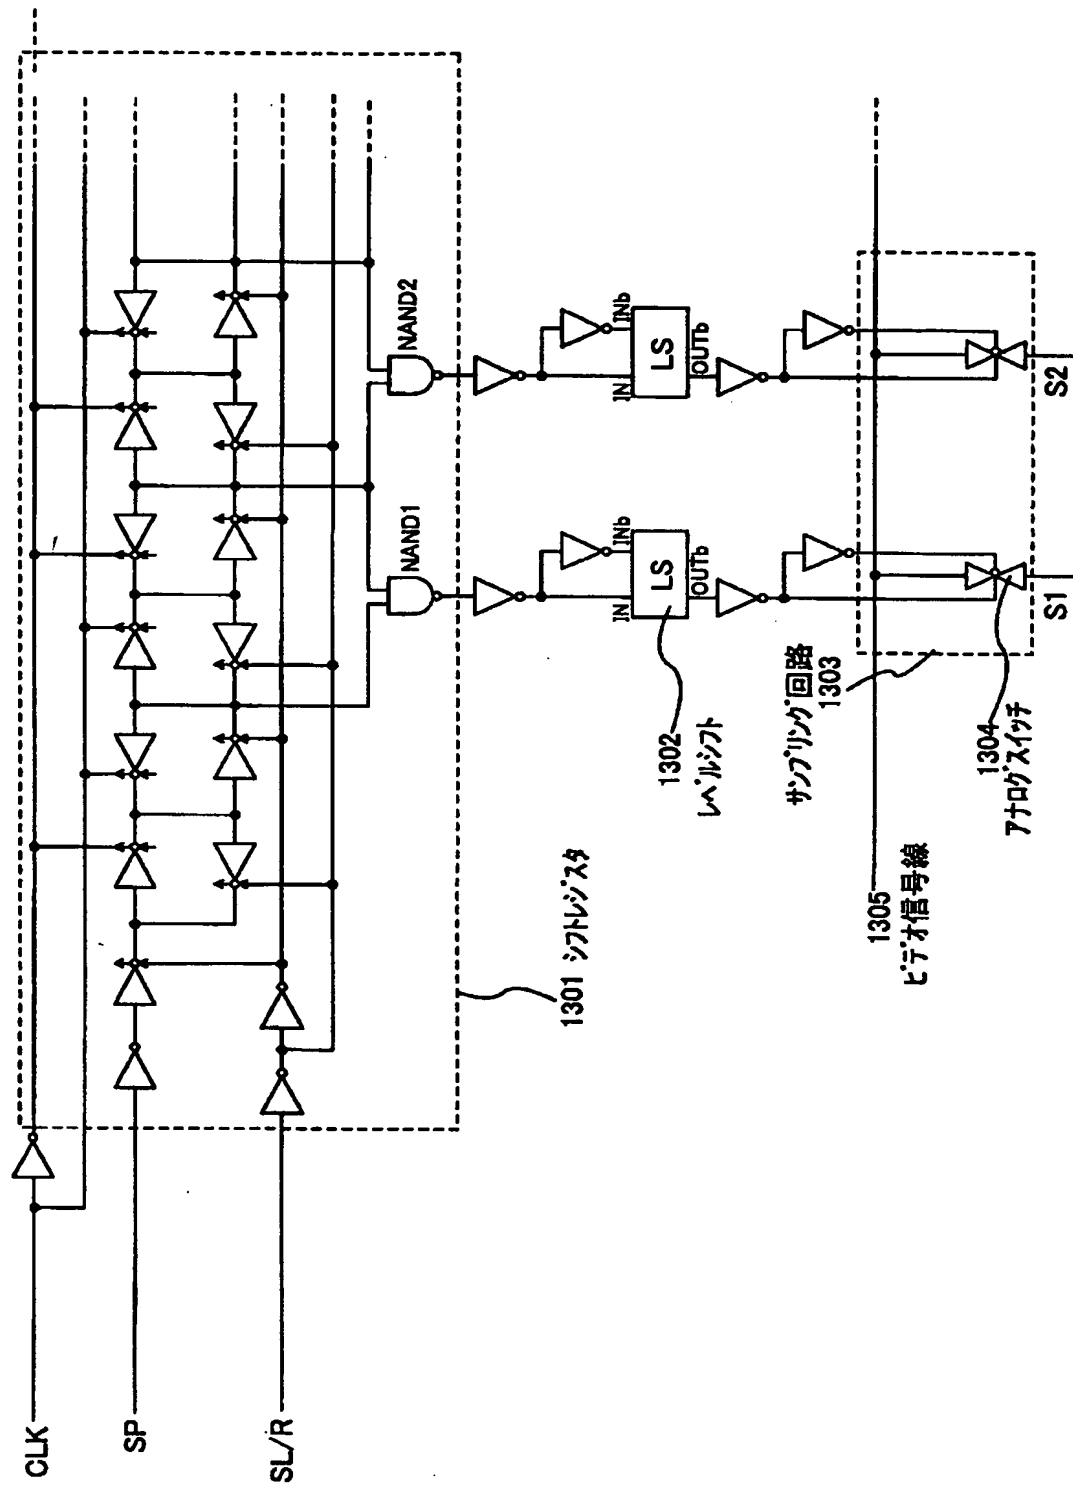 CLK
SP
SL/R
NAND1
NAND2
IN
INb
LS
OUTb
IN
INb
LS
OUTb
1301 シフトレジスタ
1302
レベルシフト
サンプリング回路
1303
1304
アナログスイッチ
1305
ビデオ信号線
S1
S2